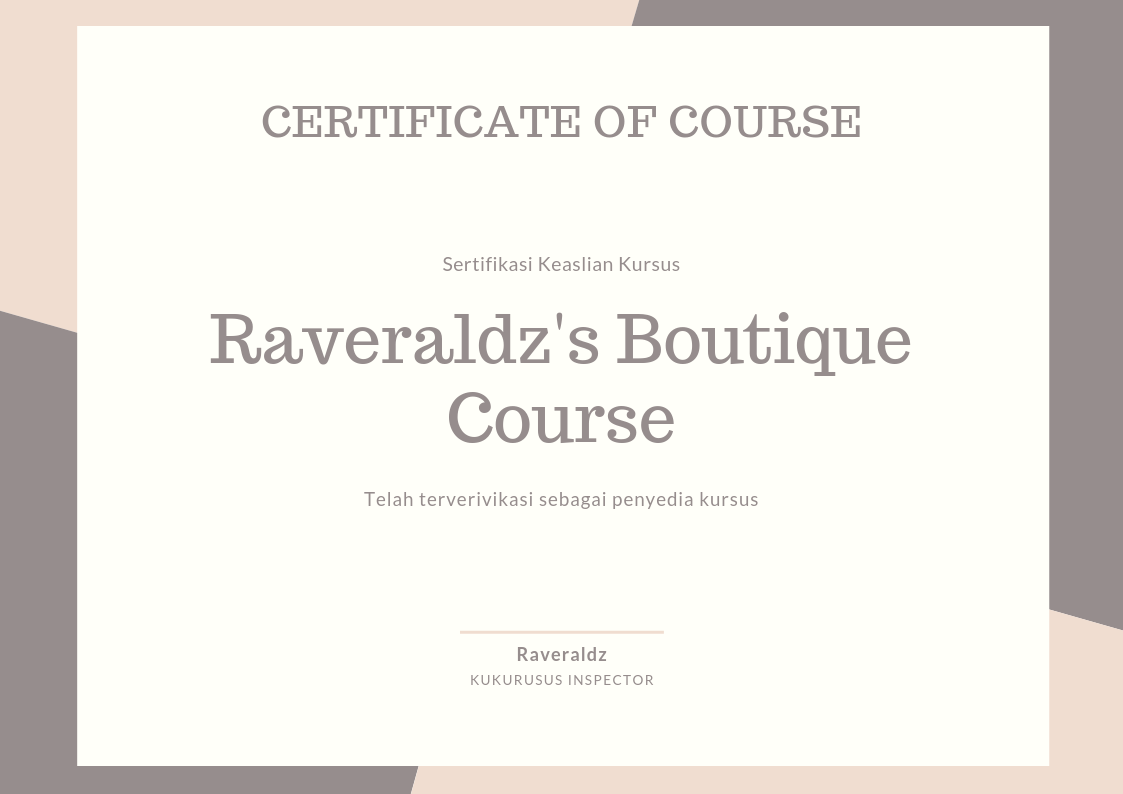 CERTIFICATE OF COURSE
Sertifikasi Keaslian Kursus
Raveraldz's Boutique
Course
Telah terverivikasi sebagai penyedia kursus
Raveraldz
KUKURUSUS INSPECTOR